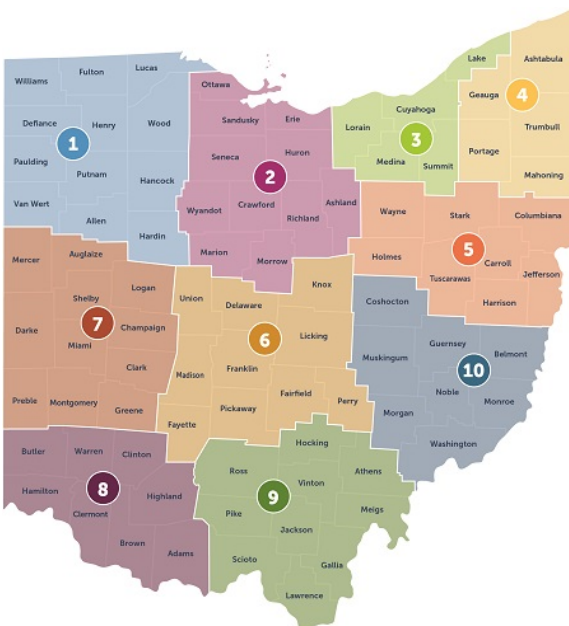 Williams
Fulton
Lucas
Defiance
Henry
Wood
1
Paulding
Putnam
Hancock
Van Wert
Allen
Hardin
Ottawa
Sandusky
Erie
Seneca
Huron
2
Wyandot
Crawford
Richland
Ashland
Marion
Morrow
Lake
Cuyahoga
Lorain
3
Medina
Summit
Ashtabula
Geauga
4
Trumbull
Portage
Mahoning
Wayne
Stark
Columbiana
5
Holmes
Carroll
Tuscarawas
Jefferson
Harrison
Knox
Union
Delaware
Licking
6
Madison
Franklin
Fairfield
Pickaway
Perry
Fayette
Mercer
Auglaize
Logan
Shelby
7
Darke
Champaign
Miami
Clark
Preble
Montgomery
Greene
Butler
Warren
Clinton
8
Hamilton
Highland
Clermont
Brown
Adams
Hocking
Ross
Athens
Vinton
9
Pike
Meigs
Jackson
Scioto
Gallia
Lawrence
Coshocton
Guernsey
Muskingum
Belmont
10
Noble
Monroe
Morgan
Washington